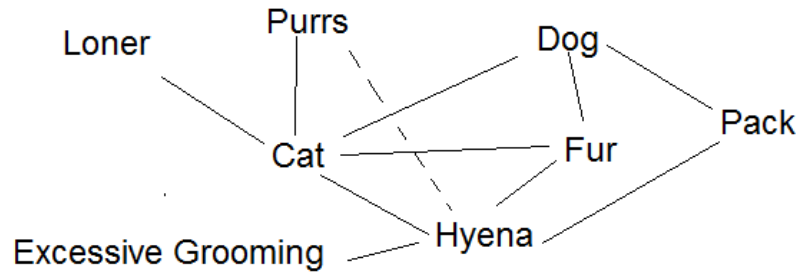 Purrs
Loner
Dog
Pack
Cat
Fur
Hyena
Excessive Grooming